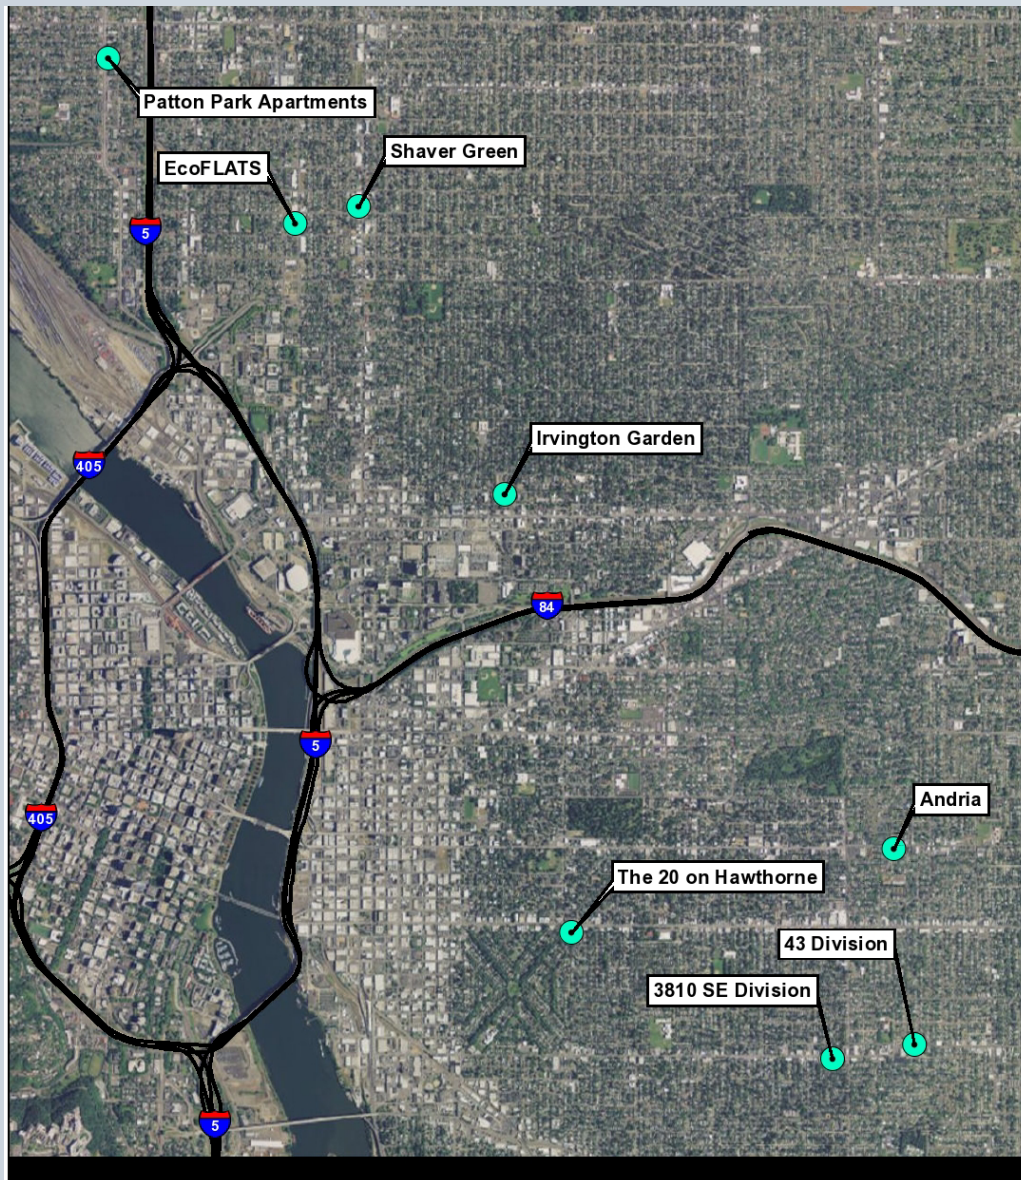 Patton Park Apartments
Shaver Green
EcoFLATS
5
Irvington Garden
405
84
5
Andria
405
The 20 on Hawthorne
43 Division
3810 SE Division
5